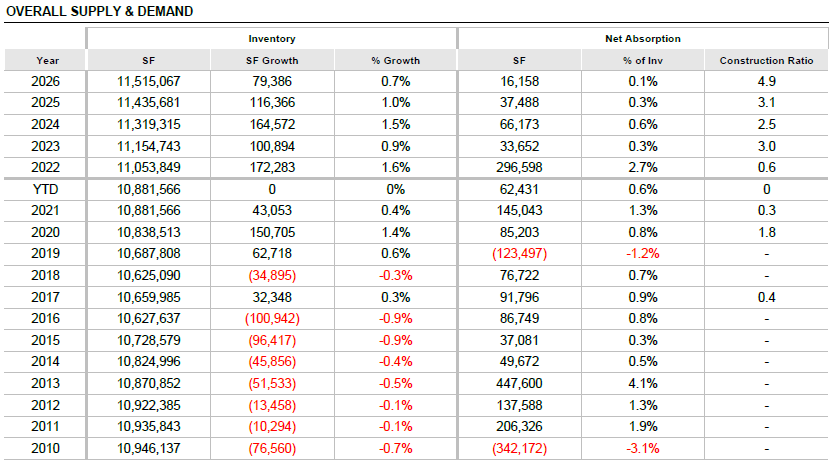 OVERALL SUPPLY & DEMAND
Inventory Net Absorption
Year SF SF Growth % Growth SF % of Inv Construction Ratio
2026 11,515,067 79,386 0.7% 16,158 0.1% 4.9
2025 11,435,681 116,366 1.0% 37,488 0.3% 3.1
2024 11,319,315 164,572 1.5% 66,173 0.6% 2.5
2023 11,154,743 100,894 0.9% 33,652 0.3% 3.0
2022 11,053,849 172,283 1.6% 296,598 2.7% 0.6
YTD 10,881,566 0 0% 62,431 0.6% 0
2021 10,881,566 43,053 0.4% 145,043 1.3% 0.3
2020 10,838,513 150,705 1.4% 85,203 0.8% 1.8
2019 10,687,808 62,718 0.6% (123,497) -1.2% -
2018 10,625,090 (34,895) -0.3% 76,722 0.7% -
2017 10,659,985 32,348 0.3% 91,796 0.9% 0.4
2016 10,627,637 (100,942) -0.9% 86,749 0.8% -
2015 10,728,579 (96,417) -0.9% 37,081 0.3% -
2014 10,824,996 (45,856) -0.4% 49,672 0.5% -
2013 10,870,852 (51,533) -0.5% 447,600 4.1% -
2012 10,922,385 (13,458) -0.1% 137,588 1.3% -
2011 10,935,843 (10,294) -0.1% 206,326 1.9% -
2010 10,946,137 (76,560) -0.7% (342,172) -3.1% -